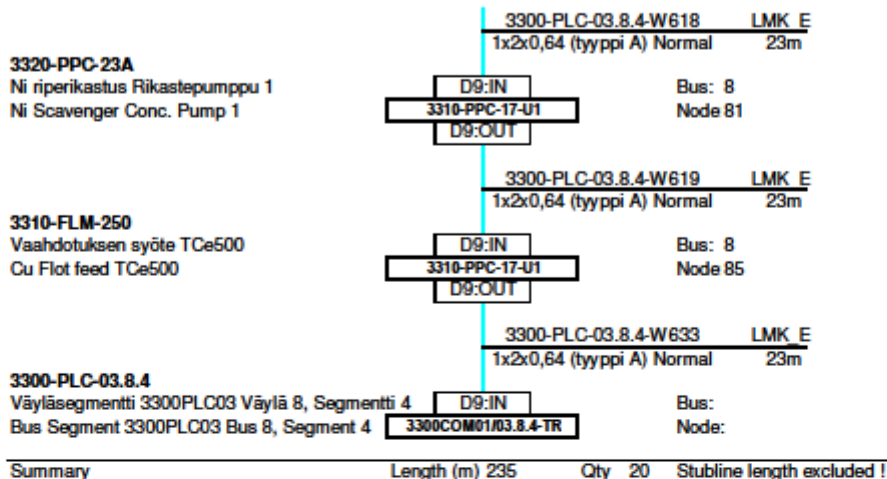 3300-PLC-03.8.4-W618 LMK_E
1x2x0,64 (tyyppi A) Normal 23m
3320-PPC-23A
Ni riperikastus Rikastepumppu 1 D9:IN Bus: 8
Ni Scavenger Conc. Pump 1 3310-PPC-17-U1 Node 81
D9:OUT
3300-PLC-03.8.4-W619 LMK_E
1x2x0,64 (tyyppi A) Normal 23m
3310-FLM-250
Vaahdotuksen syöte TCe500 D9:IN Bus: 8
Cu Flot feed TCe500 3310-PPC-17-U1 Node 85
D9:OUT
3300-PLC-03.8.4-W633 LMK_E
1x2x0,64 (tyyppi A) Normal 23m
3300-PLC-03.8.4
Väyläsegmentti 3300PLC03 Väylä 8, Segmentti 4 D9:IN Bus:
Bus Segment 3300PLC03 Bus 8, Segment 4 3300COM01/03.8.4-TR Node:
Summary Length (m) 235 Qty 20 Stubline length excluded !